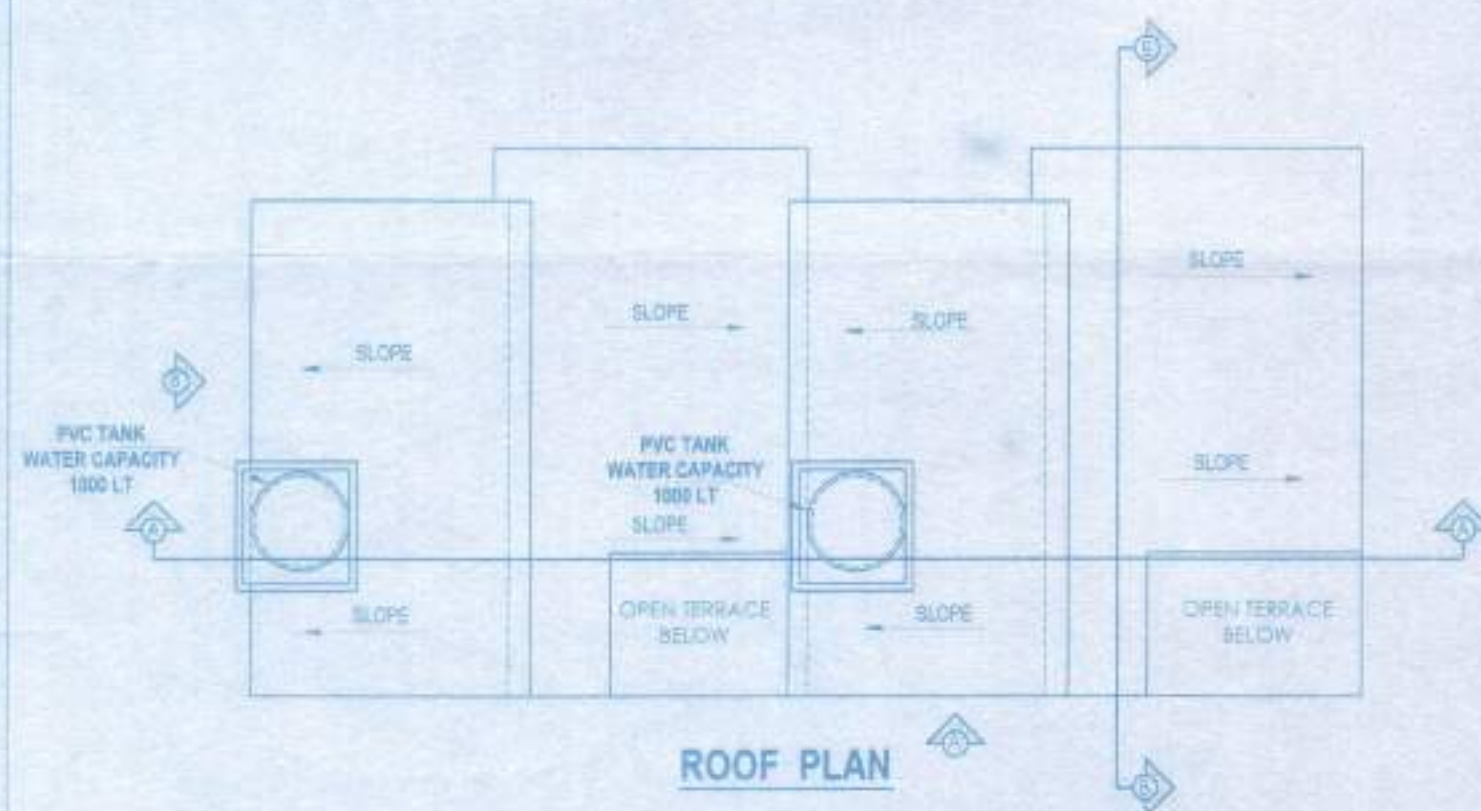 SLOPE
SLOPE
SLOPE
SLOPE
PVC TANK
WATER CAPACITY
1000 LT
PVC TANK
WATER CAPACITY
1000 LT
SLOPE
SLOPE
A
A
SLOPE
OPEN TERRACE
BELOW
SLOPE
OPEN TERRACE
BELOW
ROOF PLAN
A
B